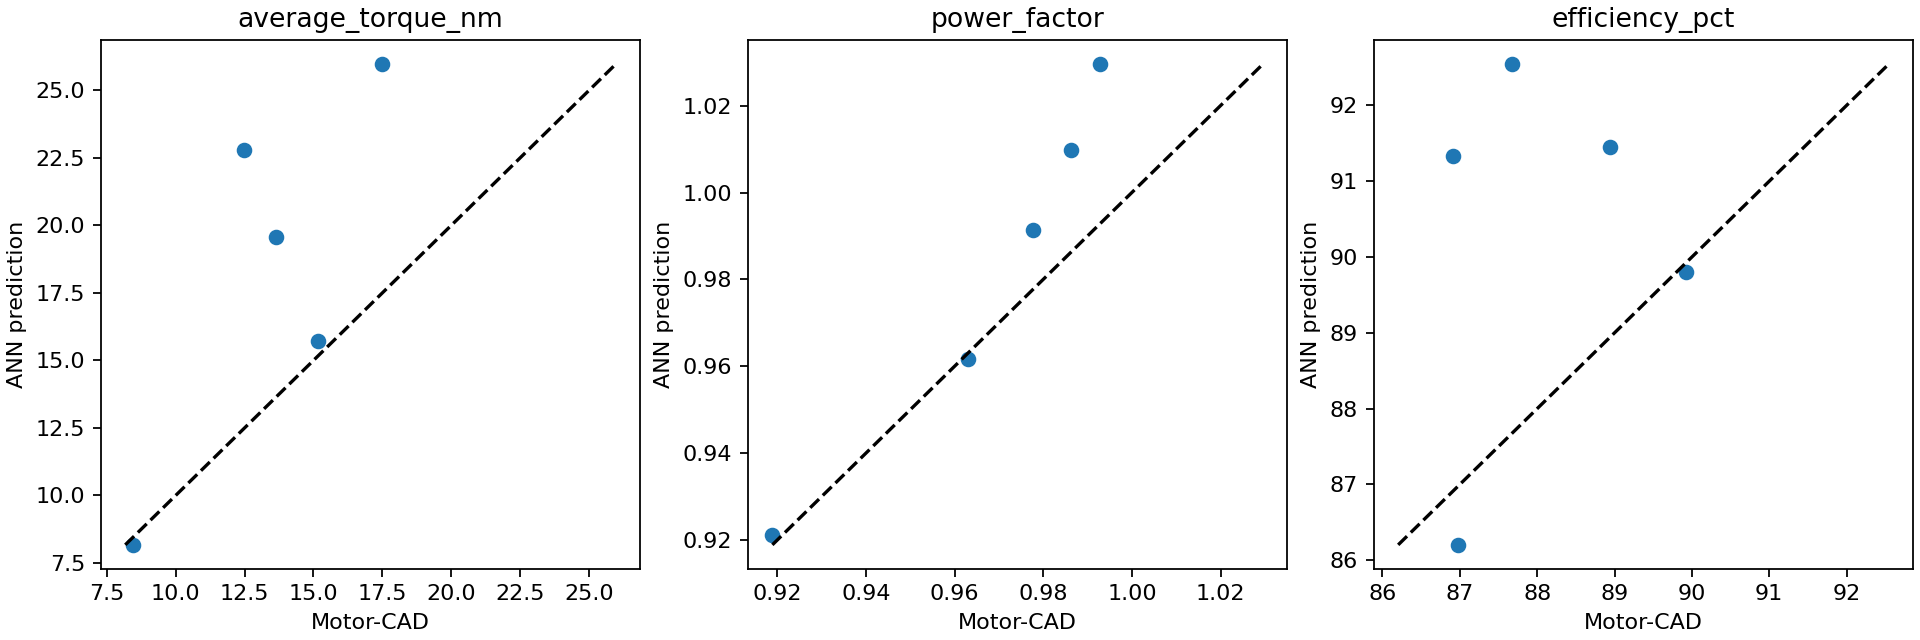 average_torque_nm
25.0
22.5
20.0
17.5
15.0
12.5
10.0
7.5
ANN prediction
7.5 10.0 12.5 15.0 17.5 20.0 22.5 25.0
Motor-CAD
power_factor
1.02
1.00
0.98
0.96
0.94
0.92
ANN prediction
0.92 0.94 0.96 0.98 1.00 1.02
Motor-CAD
efficiency_pct
92
91
90
89
88
87
86
ANN prediction
86 87 88 89 90 91 92
Motor-CAD